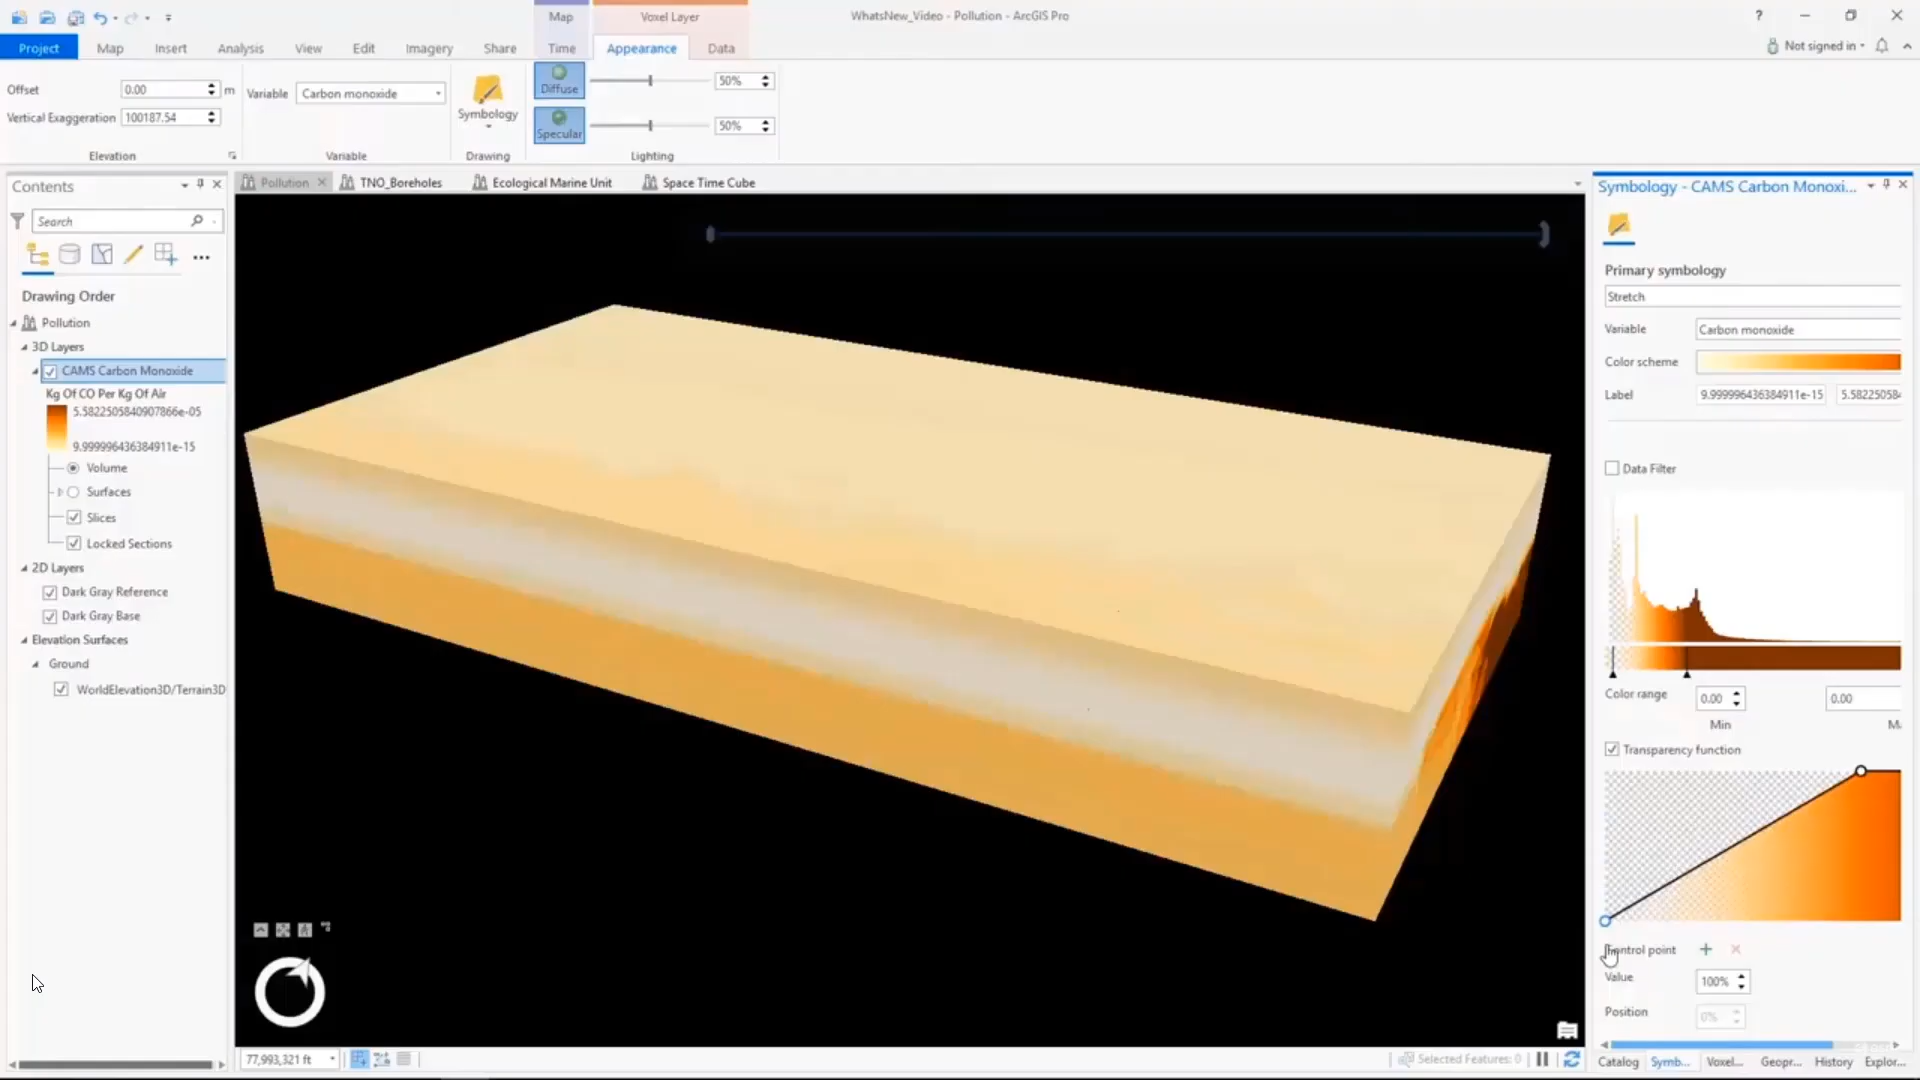 Map
Voxel Layer
WhatsNew_Video - Pollution - ArcGIS Pro
?
Project
Map
Insert
Analysis
View
Edit
Imagery
Share
Time
Appearance
Data
Not signed in
Offset
0.00
m
Vertical Exaggeration
100187.54
Elevation
Variable
Carbon monoxide
Variable
Symbology
Drawing
Diffuse
50%
Specular
50%
Lighting
Contents
Search
Drawing Order
Pollution
3D Layers
CAMS Carbon Monoxide
Kg Of CO Per Kg Of Air
5.5822505840907866e-05
9.999996436384911e-15
Volume
Surfaces
Slices
Locked Sections
2D Layers
Dark Gray Reference
Dark Gray Base
Elevation Surfaces
Ground
WorldElevation3D/Terrain3D
Pollution
TNO_Boreholes
Ecological Marine Unit
Space Time Cube
77,993,321 ft
Selected Features: 0
Symbology - CAMS Carbon Monoxi...
Primary symbology
Stretch
Variable
Carbon monoxide
Color scheme
Label
9.999996436384911e-15
5.58225058
Data Filter
Color range
0.00
0.00
Min
Transparency function
Control point
Value
100%
Position
0%
Catalog
Symb...
Voxel...
Geopr...
History
Explor...